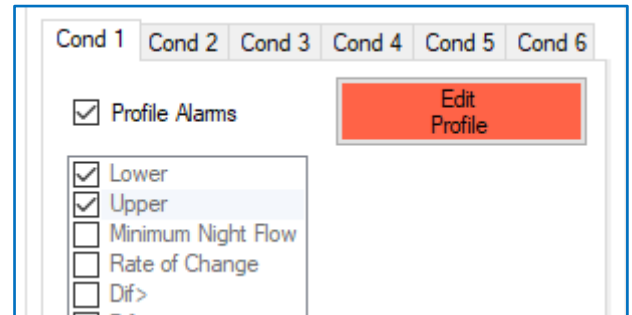 Cond 1 Cond 2 Cond 3 Cond 4 Cond 5 Cond 6
Profile Alarms
Edit
Profile
Lower
Upper
Minimum Night Flow
Rate of Change
Dif>